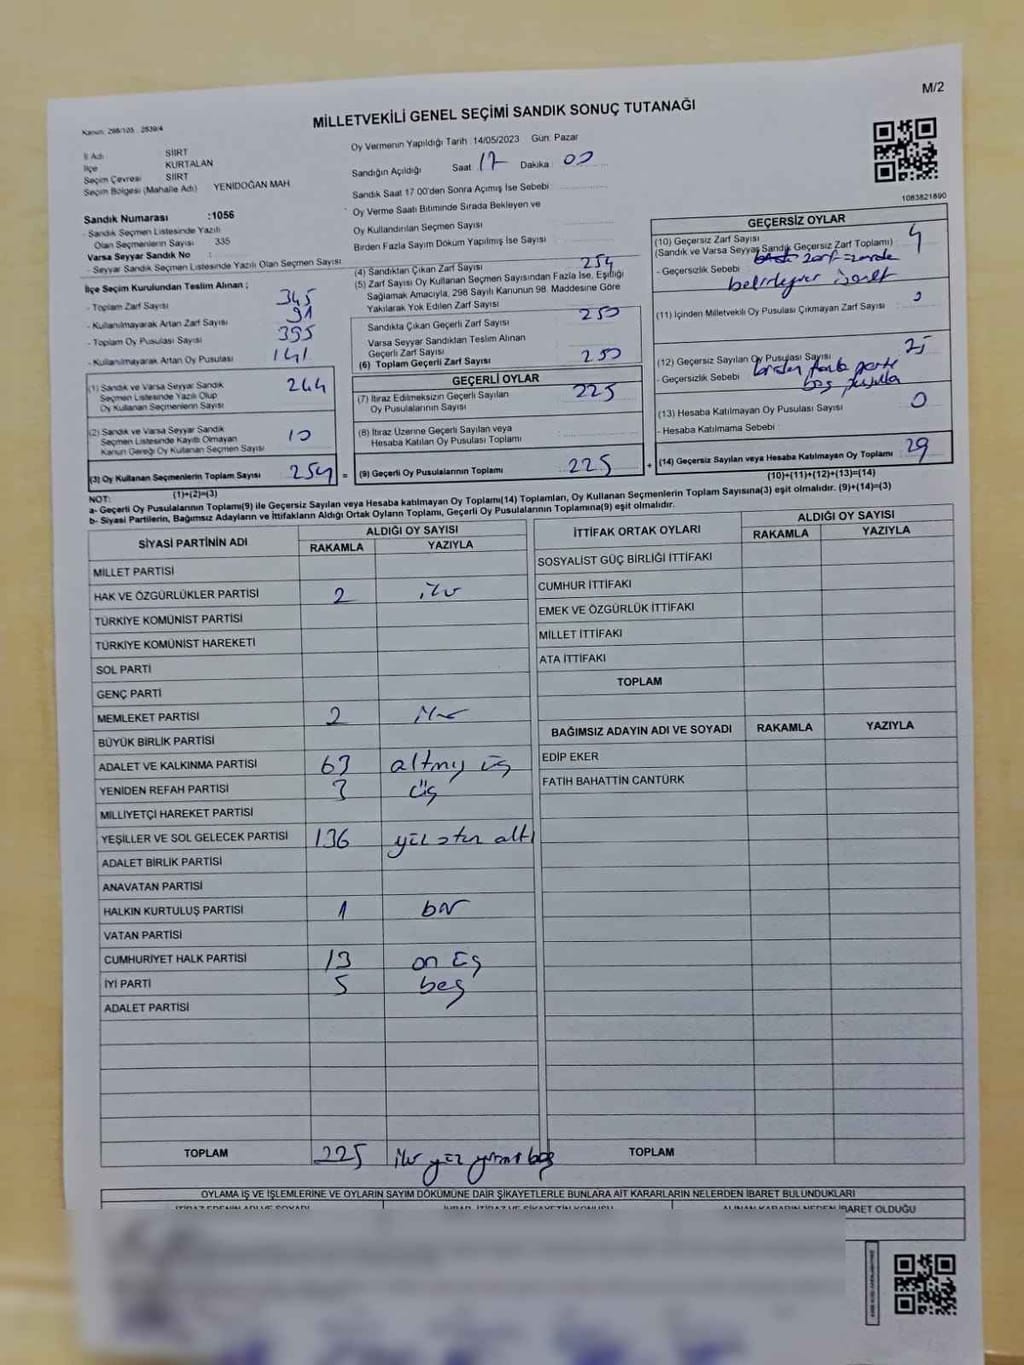 M/2
MİLLETVEKİLİ GENEL SEÇİMİ SANDIK SONUÇ TUTANAĞI
Kanun: 298/105 . 2839/4
İl Adı SİİRT
İlçe KURTALAN
Seçim Çevresi SİİRT
Seçim Bölgesi (Mahalle Adı) YENİDOĞAN MAH
Sandık Numarası :1056
- Sandık Seçmen Listesinde Yazılı
Olan Seçmenlerin Sayısı 335
Varsa Seyyar Sandık No :
- Seyyar Sandık Seçmen Listesinde Yazılı Olan Seçmen Sayısı
Oy Vermenin Yapıldığı Tarih :14/05/2023 Gün: Pazar
Sandığın Açıldığı Saat 17 Dakika 00
Sandık Saat 17.00'den Sonra Açılmış İse Sebebi
Oy Verme Saati Bitiminde Sırada Bekleyen ve
Oy Kullandırılan Seçmen Sayısı
Birden Fazla Sayım Döküm Yapılmış İse Sayısı
1083821890
İlçe Seçim Kurulundan Teslim Alınan ;
- Toplam Zarf Sayısı 345
- Kullanılmayarak Artan Zarf Sayısı 91
- Toplam Oy Pusulası Sayısı 395
- Kullanılmayarak Artan Oy Pusulası 141
(1) Sandık ve Varsa Seyyar Sandık
Seçmen Listesinde Yazılı Olup
Oy Kullanan Seçmenlerin Sayısı 244
(2) Sandık ve Varsa Seyyar Sandık
Seçmen Listesinde Kayıtlı Olmayan
Kanun Gereği Oy Kullanan Seçmen Sayısı 10
(3) Oy Kullanan Seçmenlerin Toplam Sayısı 254 =
(1)+(2)=(3)
(4) Sandıktan Çıkan Zarf Sayısı 254
(5) Zarf Sayısı Oy Kullanan Seçmen Sayısından Fazla İse, Eşitliği
Sağlamak Amacıyla, 298 Sayılı Kanunun 98. Maddesine Göre
Yakılarak Yok Edilen Zarf Sayısı
Sandıkta Çıkan Geçerli Zarf Sayısı 250
Varsa Seyyar Sandıktan Teslim Alınan
Geçerli Zarf Sayısı
(6) Toplam Geçerli Zarf Sayısı 250
GEÇERLİ OYLAR
(7) İtiraz Edilmeksizin Geçerli Sayılan
Oy Pusulalarının Sayısı 225
(8) İtiraz Üzerine Geçerli Sayılan veya
Hesaba Katılan Oy Pusulası Toplamı
(9) Geçerli Oy Pusulalarının Toplamı 225 +
GEÇERSİZ OYLAR
(10) Geçersiz Zarf Sayısı 4
(Sandık ve Varsa Seyyar Sandık Geçersiz Zarf Toplamı)
- Geçersizlik Sebebi zarf üzerinde
belirleyici işaret
(11) İçinden Milletvekili Oy Pusulası Çıkmayan Zarf Sayısı 0
(12) Geçersiz Sayılan Oy Pusulası Sayısı 25
- Geçersizlik Sebebi birden fazla parti
boş pusula
(13) Hesaba Katılmayan Oy Pusulası Sayısı 0
- Hesaba Katılmama Sebebi
(14) Geçersiz Sayılan veya Hesaba Katılmayan Oy Toplamı 29
(10)+(11)+(12)+(13)=(14)
NOT:
a- Geçerli Oy Pusulalarının Toplamı(9) ile Geçersiz Sayılan veya Hesaba katılmayan Oy Toplamı(14) Toplamları, Oy Kullanan Seçmenlerin Toplam Sayısına(3) eşit olmalıdır. (9)+(14)=(3)
b- Siyasi Partilerin, Bağımsız Adayların ve İttifakların Aldığı Ortak Oyların Toplamı, Geçerli Oy Pusulalarının Toplamına(9) eşit olmalıdır.
SİYASİ PARTİNİN ADI ALDIĞI OY SAYISI
RAKAMLA YAZIYLA
MİLLET PARTİSİ
HAK VE ÖZGÜRLÜKLER PARTİSİ 2 iki
TÜRKİYE KOMÜNİST PARTİSİ
TÜRKİYE KOMÜNİST HAREKETİ
SOL PARTİ
GENÇ PARTİ
MEMLEKET PARTİSİ 2 iki
BÜYÜK BİRLİK PARTİSİ
ADALET VE KALKINMA PARTİSİ 63 altmış üç
YENİDEN REFAH PARTİSİ 3 üç
MİLLİYETÇİ HAREKET PARTİSİ
YEŞİLLER VE SOL GELECEK PARTİSİ 136 yüz otuz altı
ADALET BİRLİK PARTİSİ
ANAVATAN PARTİSİ
HALKIN KURTULUŞ PARTİSİ 1 bir
VATAN PARTİSİ
CUMHURİYET HALK PARTİSİ 13 on üç
İYİ PARTİ 5 beş
ADALET PARTİSİ
TOPLAM 225 iki yüz yirmi beş
İTTİFAK ORTAK OYLARI ALDIĞI OY SAYISI
RAKAMLA YAZIYLA
SOSYALİST GÜÇ BİRLİĞİ İTTİFAKI
CUMHUR İTTİFAKI
EMEK VE ÖZGÜRLÜK İTTİFAKI
MİLLET İTTİFAKI
ATA İTTİFAKI
TOPLAM
BAĞIMSIZ ADAYIN ADI VE SOYADI RAKAMLA YAZIYLA
EDİP EKER
FATİH BAHATTİN CANTÜRK
TOPLAM
OYLAMA İŞ VE İŞLEMLERİNE VE OYLARIN SAYIM DÖKÜMÜNE DAİR ŞİKAYETLERLE BUNLARA AİT KARARLARIN NELERDEN İBARET BULUNDUKLARI
İTİRAZ EDENİN ADI VE SOYADI İHBAR, İTİRAZ VE ŞİKAYETİN KONUSU ALINAN KARARIN NEDEN İBARET OLDUĞU